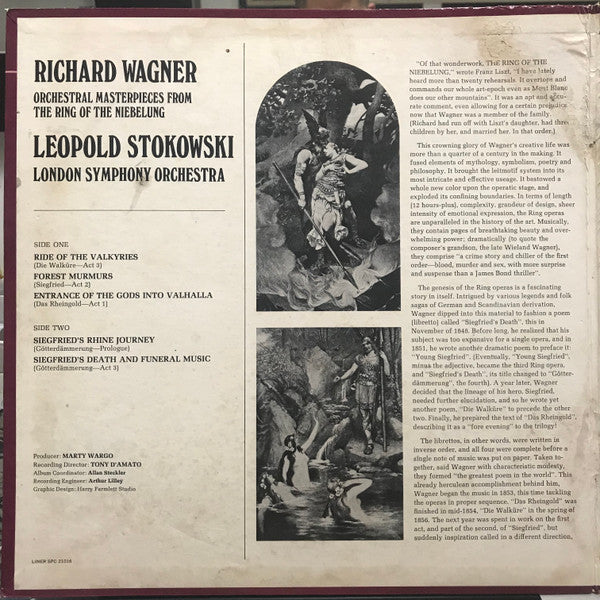 RICHARD WAGNER
ORCHESTRAL MASTERPIECES FROM
THE RING OF THE NIEBELUNG
LEOPOLD STOKOWSKI
LONDON SYMPHONY ORCHESTRA
SIDE ONE
RIDE OF THE VALKYRIES
(Die Walküre—Act 3)
FOREST MURMURS
(Siegfried—Act 2)
ENTRANCE OF THE GODS INTO VALHALLA
(Das Rheingold—Act 1)
SIDE TWO
SIEGFRIED'S RHINE JOURNEY
(Götterdämmerung—Prologue)
SIEGFRIED'S DEATH AND FUNERAL MUSIC
(Götterdämmerung—Act 3)
Producer: MARTY WARGO
Recording Director: TONY D'AMATO
Album Coordinator: Allan Steckler
Recording Engineer: Arthur Lilley
Graphic Design: Harry Farmlett Studio
LINER SPC 21016
"Of that wonderwork, THE RING OF THE
NIEBELUNG," wrote Franz Liszt, "I have lately
heard more than twenty rehearsals. It overtops and
commands our whole art-epoch even as Mont Blanc
does our other mountains". It was an apt and accu-
rate comment, even allowing for a certain prejudice
now that Wagner was a member of the family.
(Richard had run off with Liszt's daughter, had three
children by her, and married her. In that order.)
This crowning glory of Wagner's creative life was
more than a quarter of a century in the making. It
fused elements of mythology, symbolism, poetry and
philosophy. It brought the leitmotif system into its
most intricate and effective useage. It bestowed a
whole new color upon the operatic stage, and
exploded its confining boundaries. In terms of length
[12 hours-plus), complexity, grandeur of design, sheer
intensity of emotional expression, the Ring operas
are unparalleled in the history of the art. Musically,
they contain pages of breathtaking beauty and over-
whelming power; dramatically (to quote the
composer's grandson, the late Wieland Wagner),
they comprise "a crime story and chiller of the first
order—blood, murder and sex, with more surprise
and suspense than a James Bond thriller".
The genesis of the Ring operas is a fascinating
story in itself. Intrigued by various legends and folk
sagas of German and Scandinavian derivation,
Wagner dipped into this material to fashion a poem
[libretto) called "Siegfried's Death", this in
November of 1848. Before long, he realized that his
subject was too expansive for a single opera, and in
1851, he wrote another dramatic poem to preface it:
"Young Siegfried". (Eventually, "Young Siegfried",
minus the adjective, became the third Ring opera,
and "Siegfried's Death", its title changed to "Götter-
dämmerung", the fourth). A year later, Wagner
decided that the lineage of his hero, Siegfried,
needed further elucidation, and so he wrote yet
another poem, "Die Walküre" to precede the other
two. Finally, he prepared the text of "Das Rheingold",
describing it as a "fore evening" to the trilogy!
The librettos, in other words, were written in
inverse order, and all four were complete before a
single note of music was put on paper. Taken to-
gether, said Wagner with characteristic modesty,
they formed "the greatest poem in the world". This
already herculean accomplishment behind him,
Wagner began the music in 1853, this time tackling
the operas in proper sequence. "Das Rheingold" was
finished in mid-1854, "Die Walküre" in the spring of
1856. The next year was spent in work on the first
act, and part of the second, of "Siegfried", but
suddenly inspiration called in a different direction,